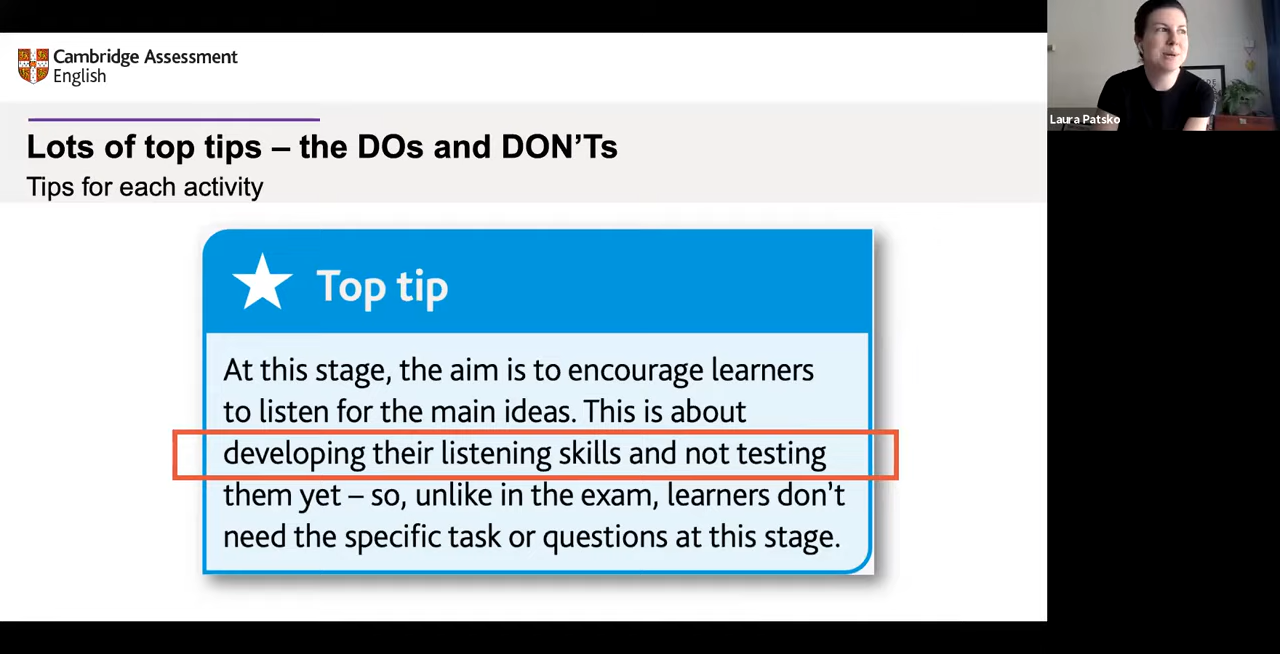 Cambridge Assessment
English
Laura Patsko
Lots of top tips – the DOs and DON'Ts
Tips for each activity
Top tip
At this stage, the aim is to encourage learners
to listen for the main ideas. This is about
developing their listening skills and not testing
them yet – so, unlike in the exam, learners don't
need the specific task or questions at this stage.